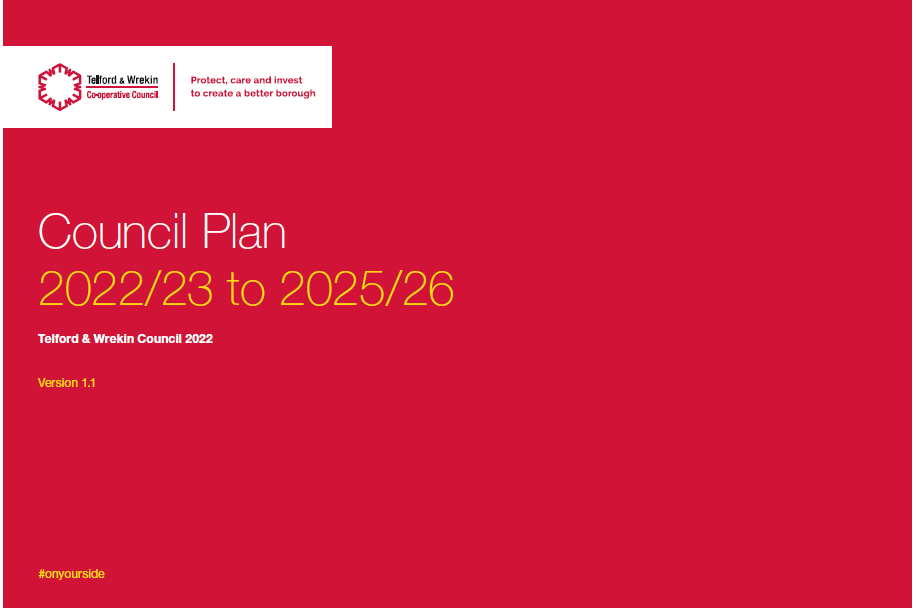 Telford & Wrekin
Co-operative Council
Protect, care and invest
to create a better borough
Council Plan
2022/23 to 2025/26
Telford & Wrekin Council 2022
Version 1.1
#onyourside